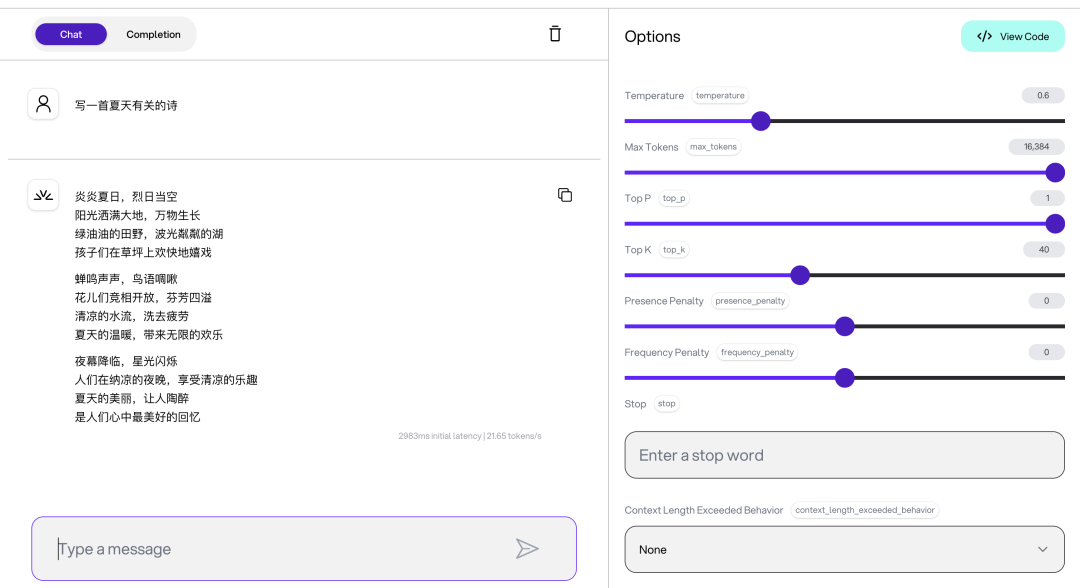 Chat
Completion
写一首夏天有关的诗
炎炎夏日，烈日当空
阳光洒满大地，万物生长
绿油油的田野，波光粼粼的湖
孩子们在草坪上欢快地嬉戏
蝉鸣声声，鸟语啁啾
花儿们竞相开放，芬芳四溢
清凉的水流，洗去疲劳
夏天的温暖，带来无限的欢乐
夜幕降临，星光闪烁
人们在纳凉的夜晚，享受清凉的乐趣
夏天的美丽，让人陶醉
是人们心中最美好的回忆
2983ms initial latency | 21.65 tokens/s
Type a message
Options
</> View Code
Temperature temperature 0.6
Max Tokens max_tokens 16,384
Top P top_p 1
Top K top_k 40
Presence Penalty presence_penalty 0
Frequency Penalty frequency_penalty 0
Stop stop
Enter a stop word
Context Length Exceeded Behavior context_length_exceeded_behavior
None